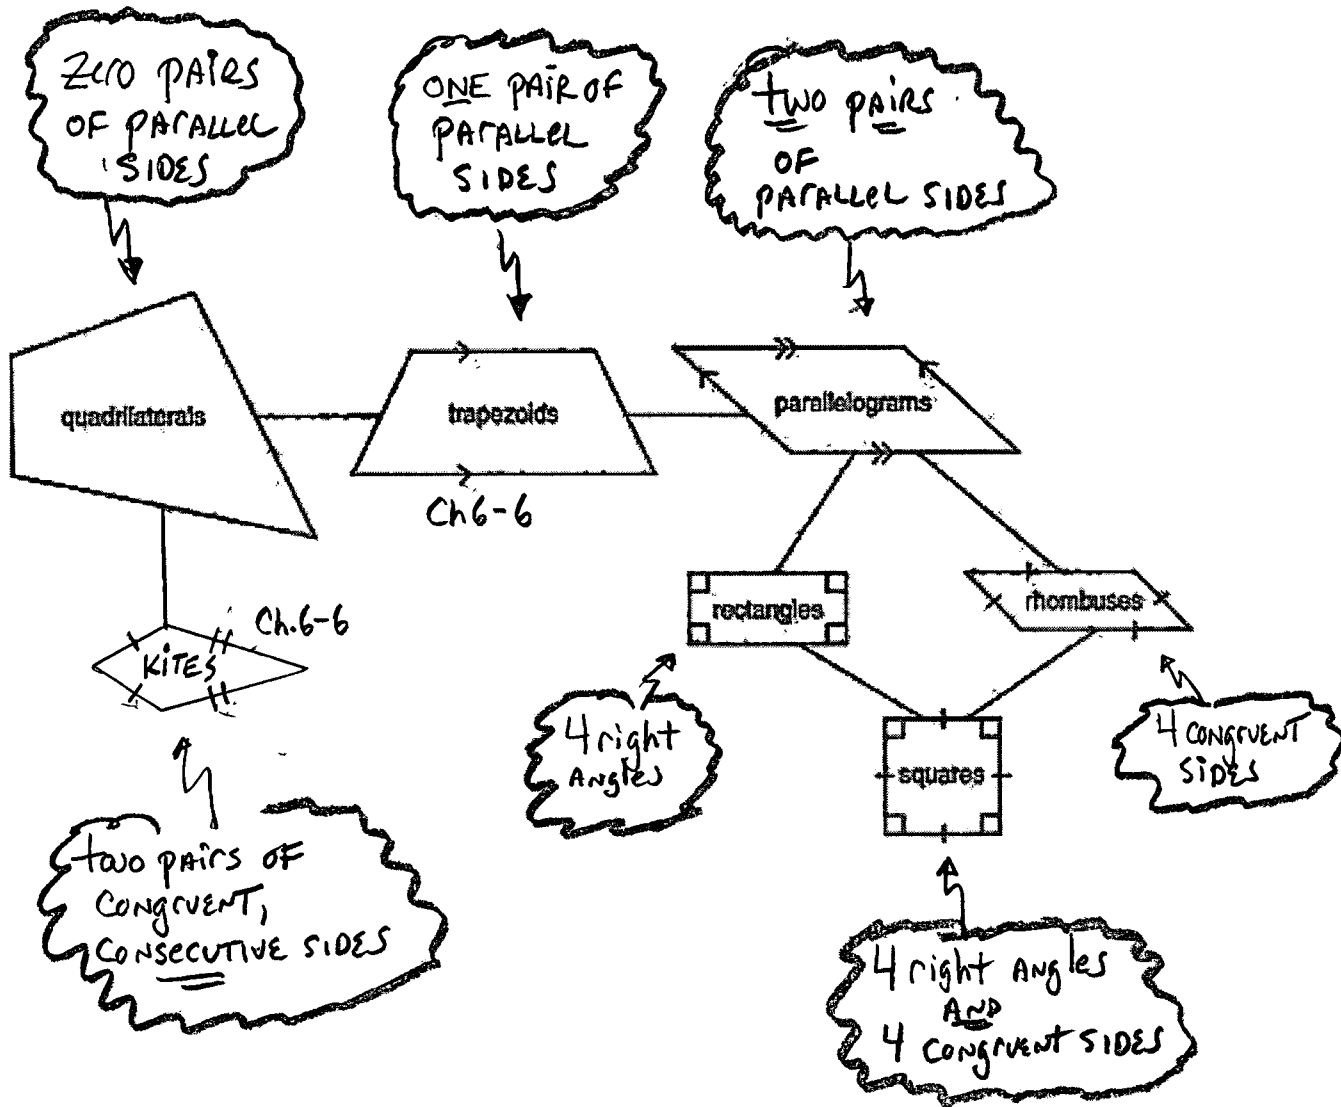 Zero PAIRS
OF PARALLEL
SIDES
ONE PAIR OF
PARALLEL
SIDES
two PAIRS
OF
PARALLEL SIDES
quadrilaterals
trapezoids
parallelograms
Ch 6-6
rectangles
rhombuses
Ch. 6-6
KITES
4 right
ANgles
squares
4 CONgrUENT
SIDES
two pAirs OF
CONgrUENT,
CONSECUTIVE SIDES
4 right ANgles
AND
4 CONgrUENT SIDES